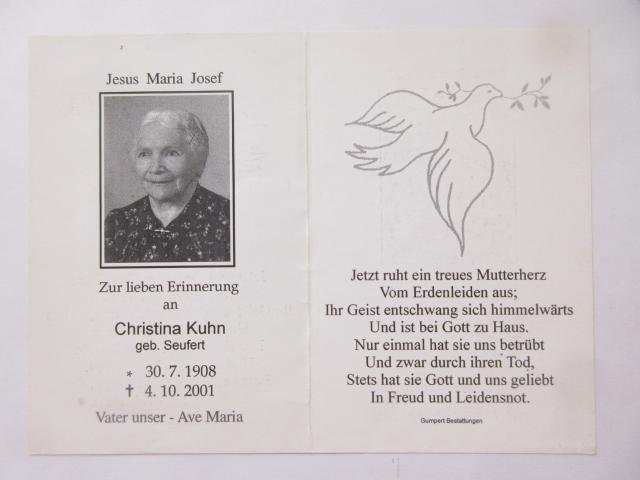 Jesus Maria Josef
Zur lieben Erinnerung
an
Christina Kuhn
geb. Seufert
* 30. 7. 1908
† 4. 10. 2001
Vater unser - Ave Maria
Jetzt ruht ein treues Mutterherz
Vom Erdenleiden aus;
Ihr Geist entschwang sich himmelwärts
Und ist bei Gott zu Haus.
Nur einmal hat sie uns betrübt
Und zwar durch ihren Tod,
Stets hat sie Gott und uns geliebt
In Freud und Leidensnot.
Gumpert Bestattungen